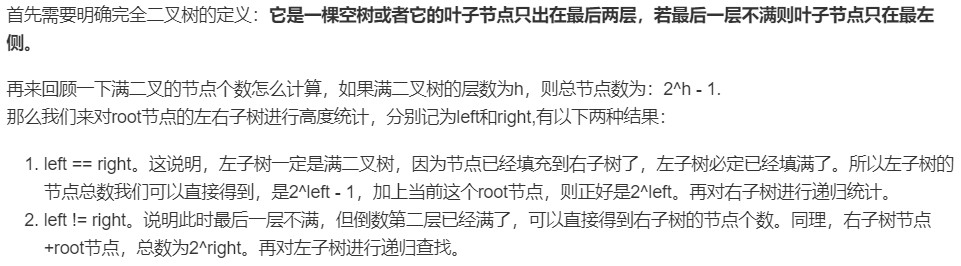 首先需要明确完全二叉树的定义：它是一棵空树或者它的叶子节点只出在最后两层，若最后一层不满则叶子节点只在最左
侧。
再来回顾一下满二叉的节点个数怎么计算，如果满二叉树的层数为h，则总节点数为：2^h - 1.
那么我们来对root节点的左右子树进行高度统计，分别记为left和right,有以下两种结果：
1. left == right。这说明，左子树一定是满二叉树，因为节点已经填充到右子树了，左子树必定已经填满了。所以左子树的
节点总数我们可以直接得到，是2^left - 1，加上当前这个root节点，则正好是2^left。再对右子树进行递归统计。
2. left != right。说明此时最后一层不满，但倒数第二层已经满了，可以直接得到右子树的节点个数。同理，右子树节点
+root节点，总数为2^right。再对左子树进行递归查找。